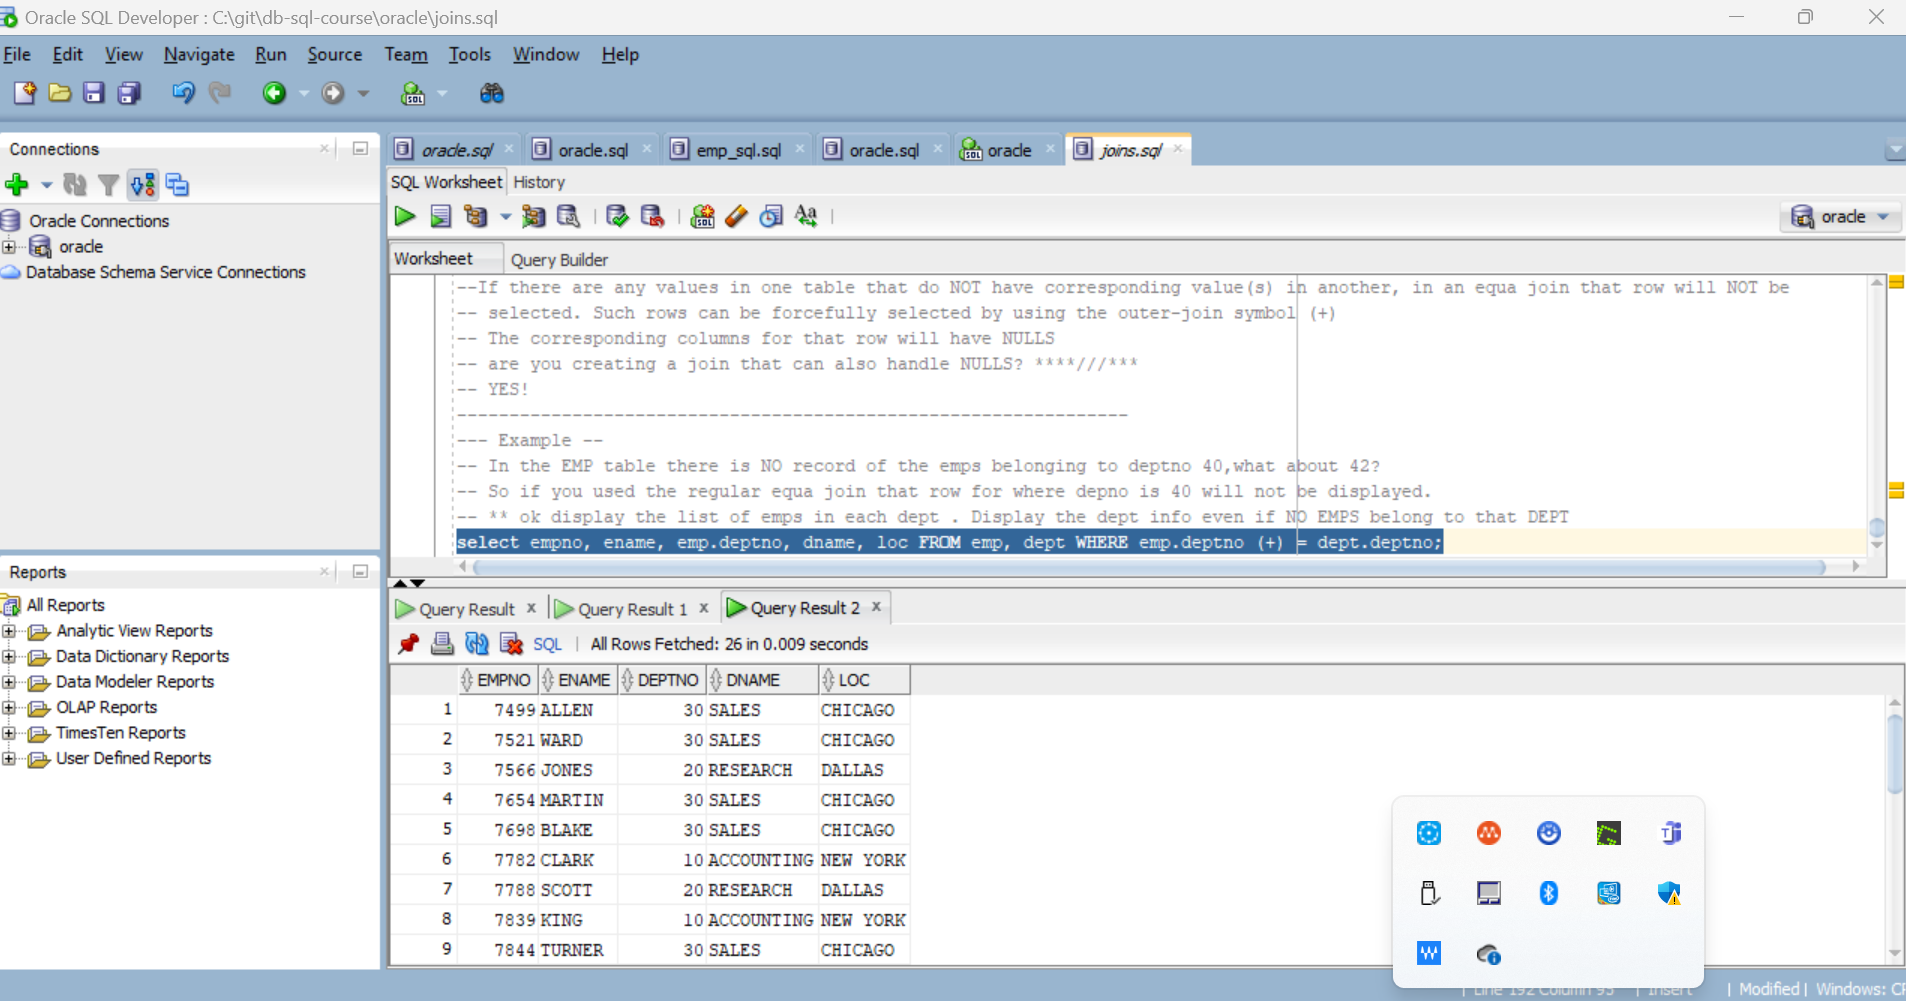 Oracle SQL Developer : C:\git\db-sql-course\oracle\joins.sql
File Edit View Navigate Run Source Team Tools Window Help
Connections
Oracle Connections
oracle
Database Schema Service Connections
Reports
All Reports
Analytic View Reports
Data Dictionary Reports
Data Modeler Reports
OLAP Reports
TimesTen Reports
User Defined Reports
oracle.sql oracle.sql emp_sql.sql oracle.sql oracle joins.sql
SQL Worksheet History
oracle
Worksheet Query Builder
--If there are any values in one table that do NOT have corresponding value(s) in another, in an equa join that row will NOT be
-- selected. Such rows can be forcefully selected by using the outer-join symbol (+)
-- The corresponding columns for that row will have NULLS
-- are you creating a join that can also handle NULLS? ****///***
-- YES!
-----------------------------------------------------------------
--- Example --
-- In the EMP table there is NO record of the emps belonging to deptno 40,what about 42?
-- So if you used the regular equa join that row for where depno is 40 will not be displayed.
-- ** ok display the list of emps in each dept . Display the dept info even if NO EMPS belong to that DEPT
select empno, ename, emp.deptno, dname, loc FROM emp, dept WHERE emp.deptno (+) = dept.deptno;
Query Result x Query Result 1 x Query Result 2 x
SQL | All Rows Fetched: 26 in 0.009 seconds
EMPNO ENAME DEPTNO DNAME LOC
1 7499 ALLEN 30 SALES CHICAGO
2 7521 WARD 30 SALES CHICAGO
3 7566 JONES 20 RESEARCH DALLAS
4 7654 MARTIN 30 SALES CHICAGO
5 7698 BLAKE 30 SALES CHICAGO
6 7782 CLARK 10 ACCOUNTING NEW YORK
7 7788 SCOTT 20 RESEARCH DALLAS
8 7839 KING 10 ACCOUNTING NEW YORK
9 7844 TURNER 30 SALES CHICAGO
| Line 192 Column 95 | Insert | Modified | Windows: